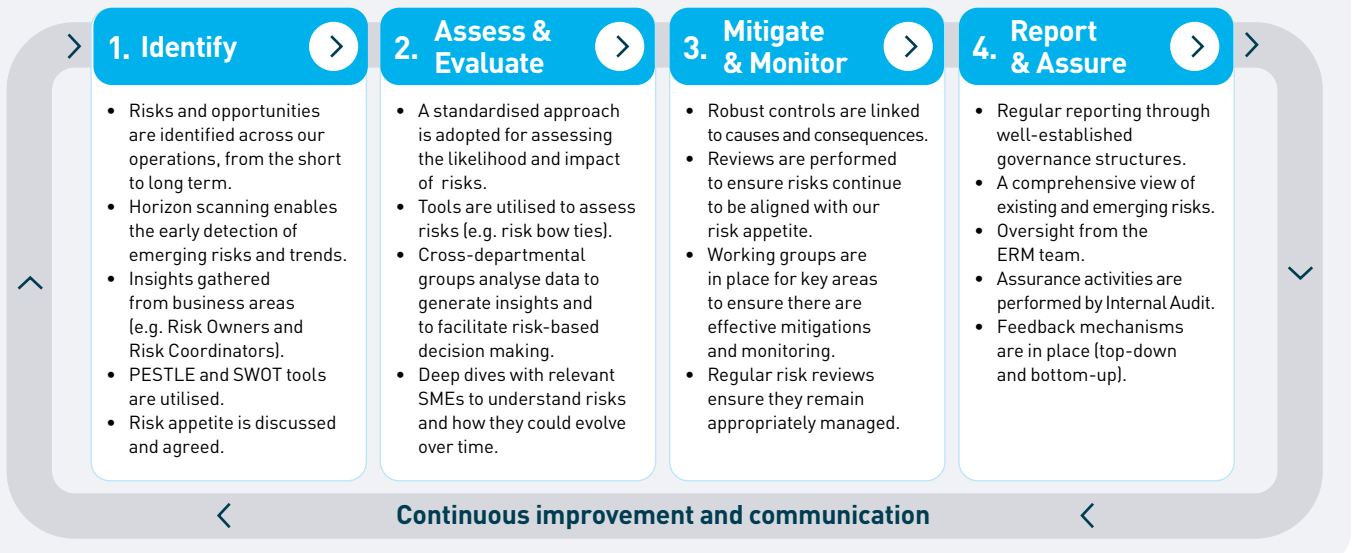 1. Identify
• Risks and opportunities
are identified across our
operations, from the short
to long term.
• Horizon scanning enables
the early detection of
emerging risks and trends.
• Insights gathered
from business areas
(e.g. Risk Owners and
Risk Coordinators).
• PESTLE and SWOT tools
are utilised.
• Risk appetite is discussed
and agreed.
2. Assess &
Evaluate
• A standardised approach
is adopted for assessing
the likelihood and impact
of risks.
• Tools are utilised to assess
risks (e.g. risk bow ties).
• Cross-departmental
groups analyse data to
generate insights and
to facilitate risk-based
decision making.
• Deep dives with relevant
SMEs to understand risks
and how they could evolve
over time.
3. Mitigate
& Monitor
• Robust controls are linked
to causes and consequences.
• Reviews are performed
to ensure risks continue
to be aligned with our
risk appetite.
• Working groups are
in place for key areas
to ensure there are
effective mitigations
and monitoring.
• Regular risk reviews
ensure they remain
appropriately managed.
4. Report
& Assure
• Regular reporting through
well-established
governance structures.
• A comprehensive view of
existing and emerging risks.
• Oversight from the
ERM team.
• Assurance activities are
performed by Internal Audit.
• Feedback mechanisms
are in place (top-down
and bottom-up).
Continuous improvement and communication